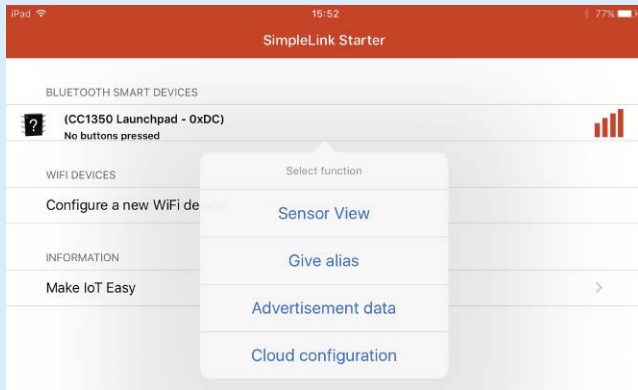 iPad 15:52 77%
SimpleLink Starter
BLUETOOTH SMART DEVICES
?
(CC1350 Launchpad - 0xDC)
No buttons pressed
Select function
WIFI DEVICES
Configure a new WiFi device
Sensor View
INFORMATION
Give alias
Make IoT Easy
Advertisement data
Cloud configuration